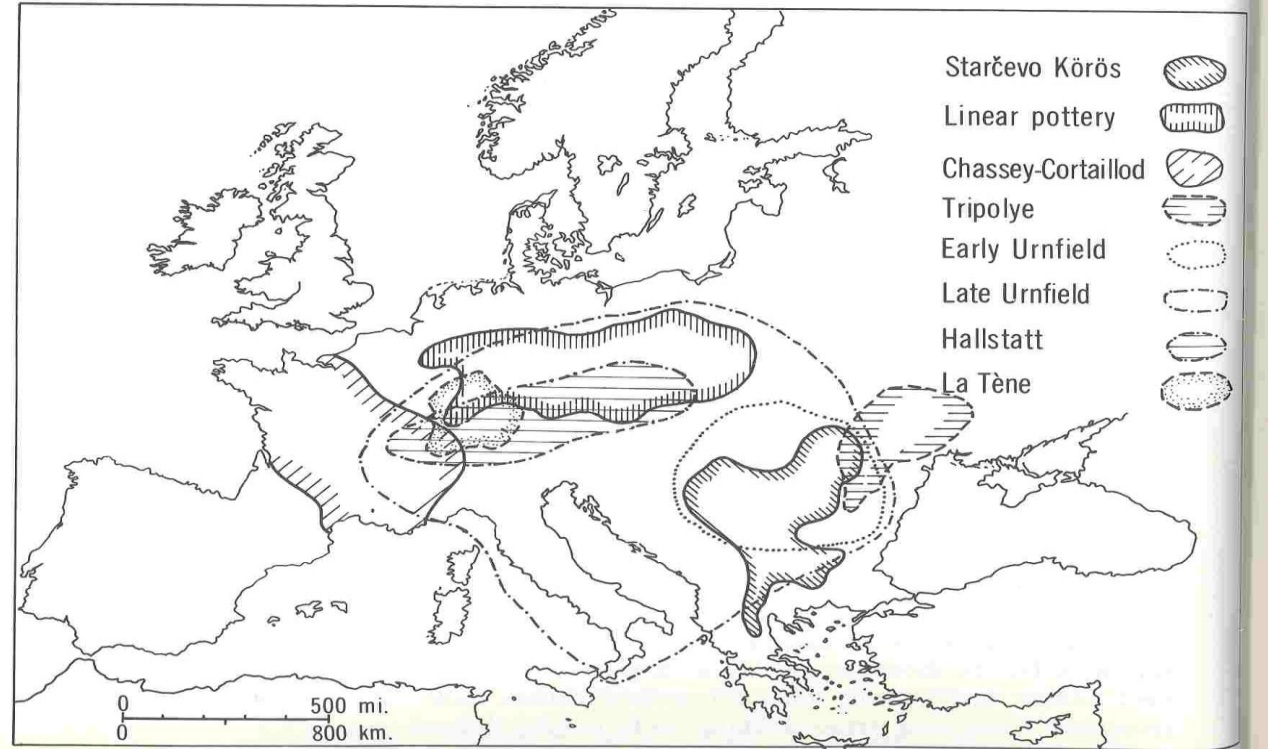 Starčevo Körös
Linear pottery
Chassey-Cortaillod
Tripolye
Early Urnfield
Late Urnfield
Hallstatt
La Tène
0 500 mi.
0 800 km.